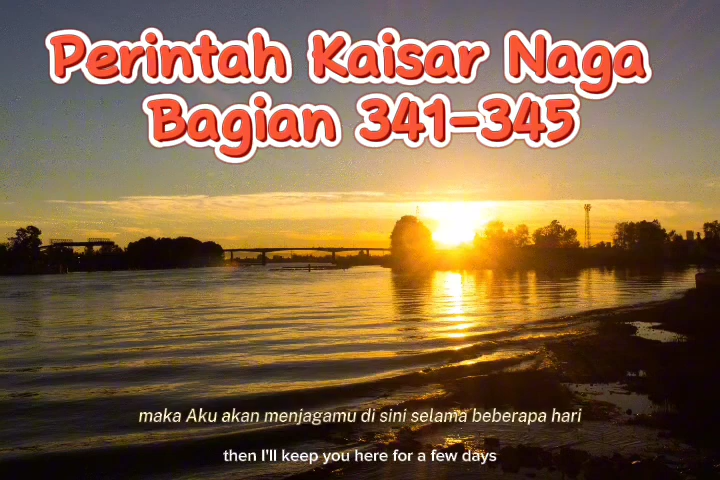 Perintah Kaisar Naga
Bagian 341-345
maka Aku akan menjagamu di sini selama beberapa hari
then I'll keep you here for a few days